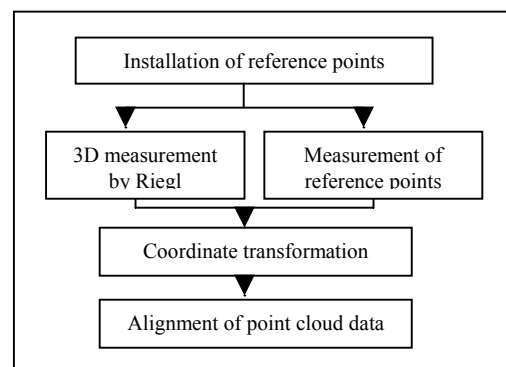 Installation of reference points
3D measurement
by Riegl
Measurement of
reference points
Coordinate transformation
Alignment of point cloud data